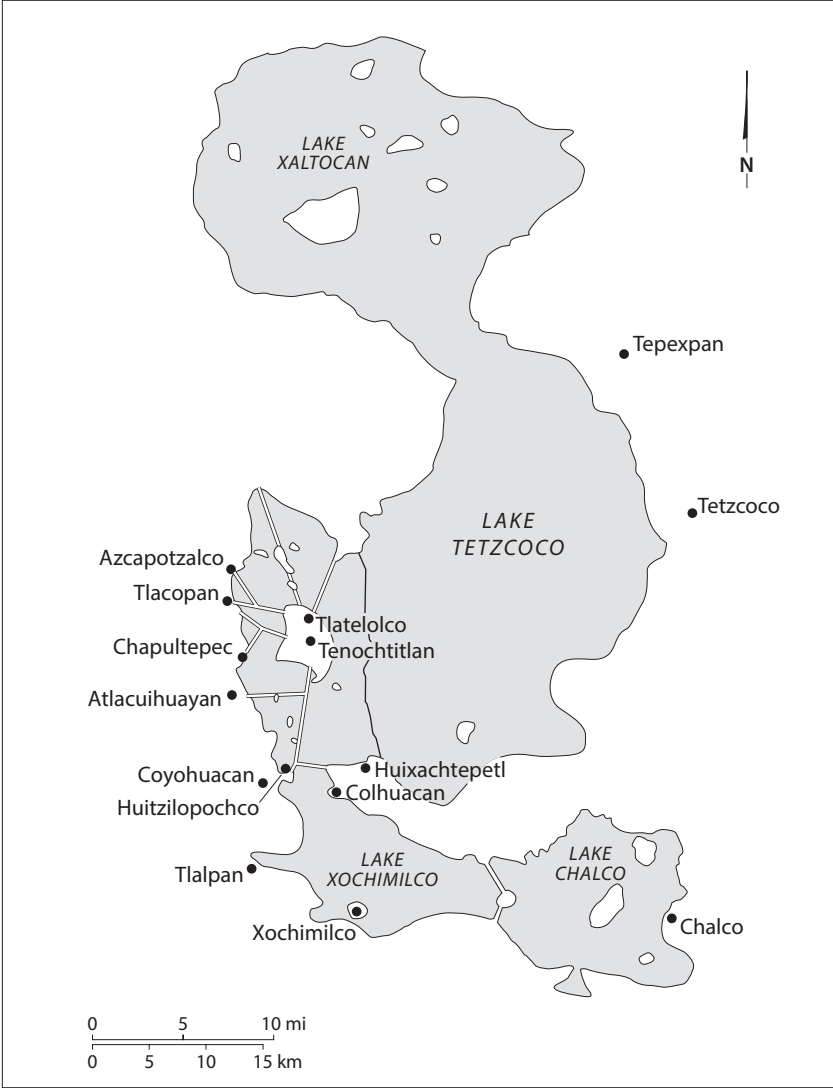 LAKE
XALTOCAN
N
Tepexpan
Tetzcoco
LAKE
TETZCOCO
Azcapotzalco
Tlacopan
Tlatelolco
Chapultepec
Tenochtitlan
Atlacuihuayan
Coyohuacan
Huixachtepetl
Colhuacan
Huitzilopochco
LAKE
XOCHIMILCO
LAKE
CHALCO
Tlalpan
Xochimilco
Chalco
0 5 10 mi
0 5 10 15 km